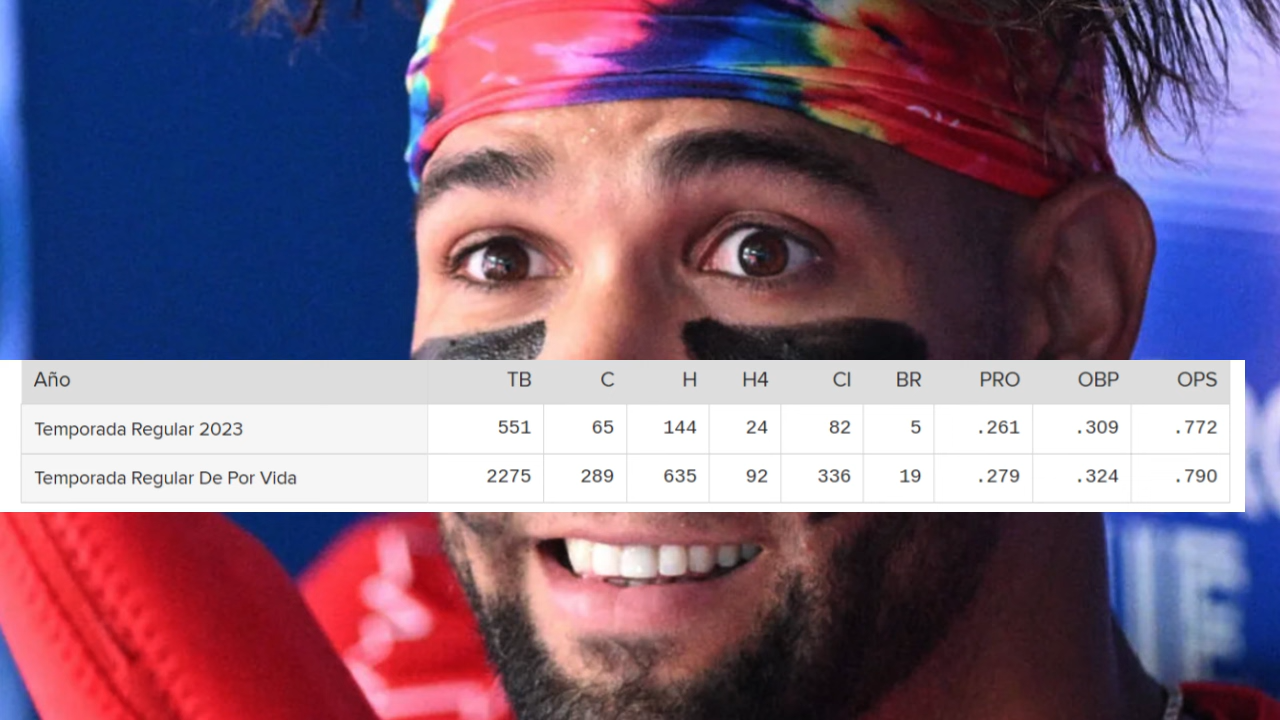 Año TB C H H4 CI BR PRO OBP OPS
Temporada Regular 2023 551 65 144 24 82 5 .261 .309 .772
Temporada Regular De Por Vida 2275 289 635 92 336 19 .279 .324 .790